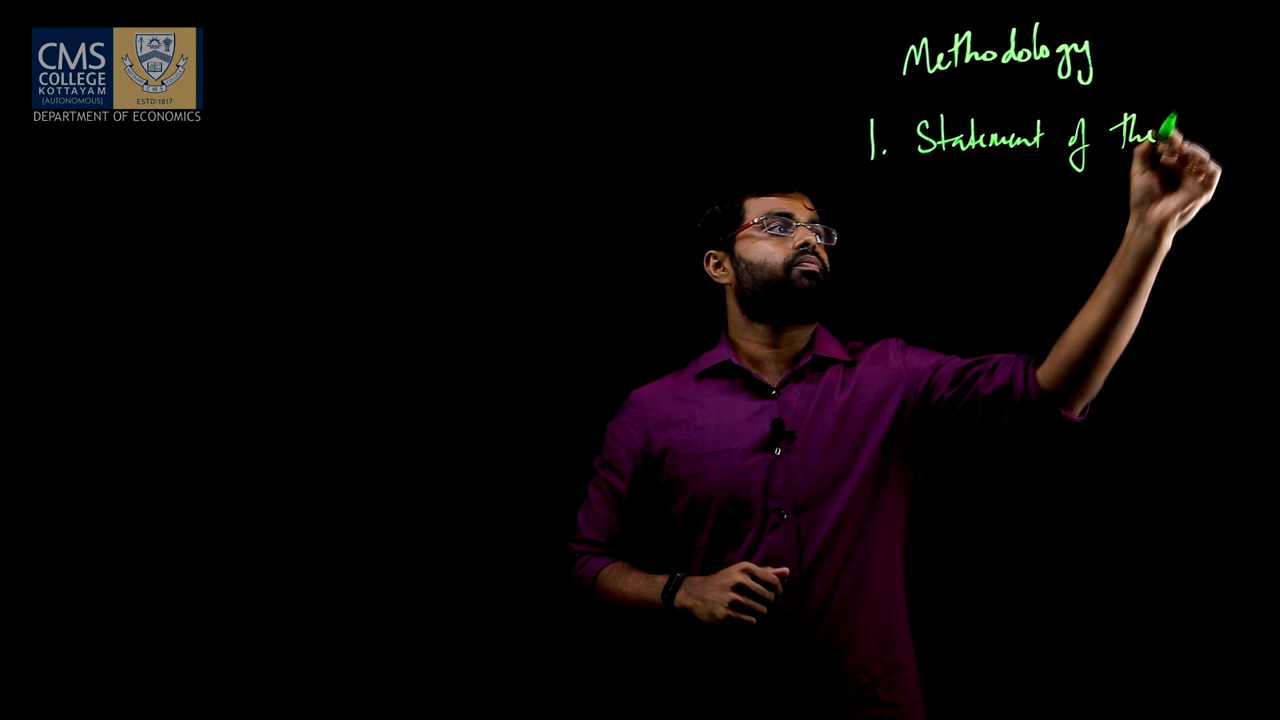 CMS
COLLEGE
KOTTAYAM
(AUTONOMOUS)
ESTD 1817
DEPARTMENT OF ECONOMICS
Methodology
1. Statement of the